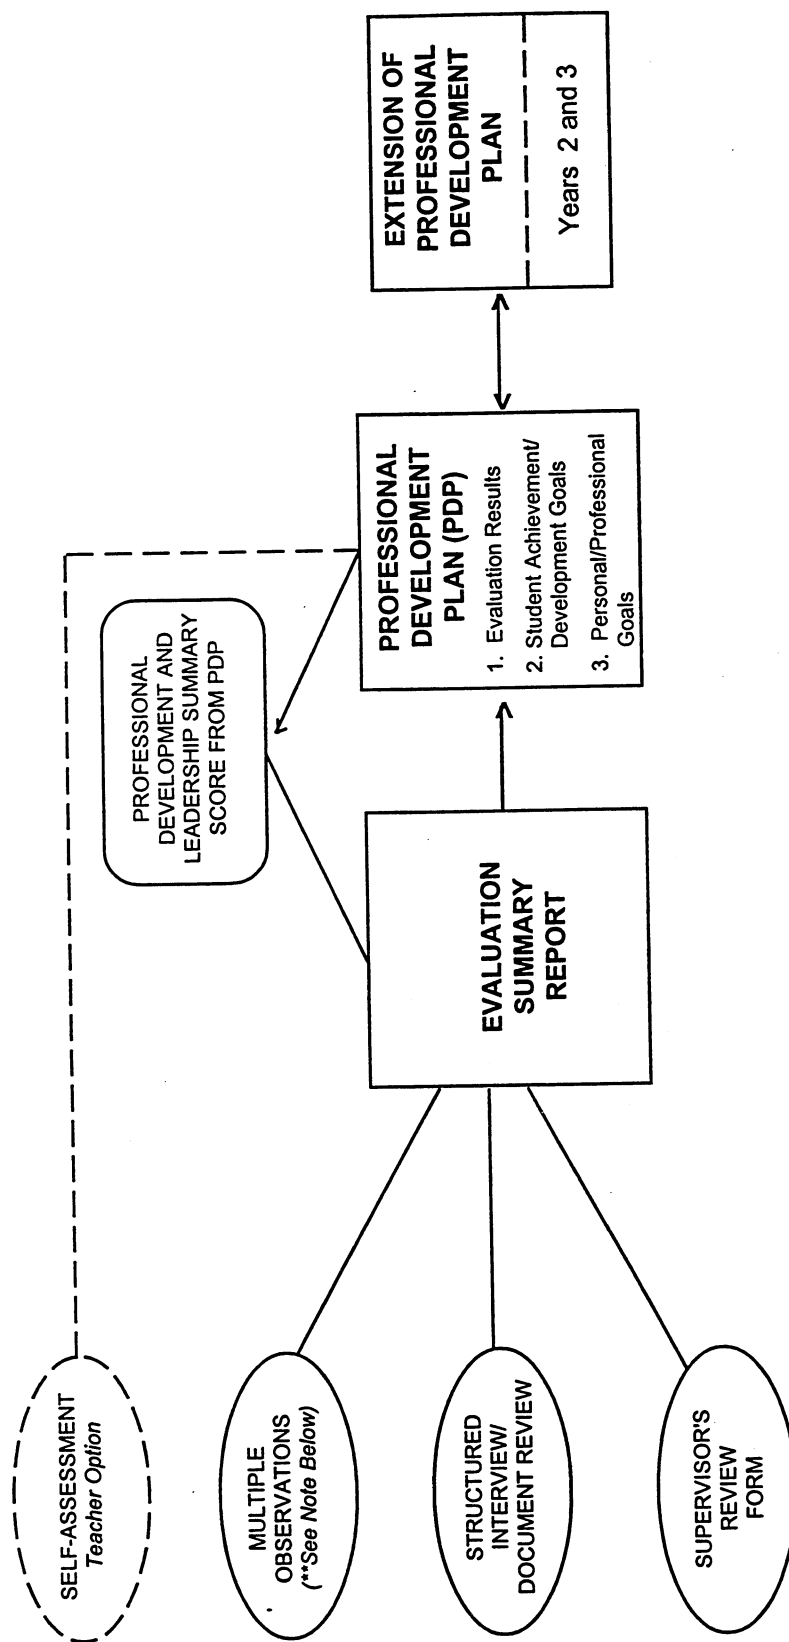 SELF-ASSESSMENT
Teacher Option
MULTIPLE
OBSERVATIONS
(**See Note Below)
STRUCTURED
INTERVIEW/
DOCUMENT REVIEW
SUPERVISOR'S
REVIEW
FORM
EVALUATION
SUMMARY
REPORT
PROFESSIONAL
DEVELOPMENT AND
LEADERSHIP SUMMARY
SCORE FROM PDP
PROFESSIONAL
DEVELOPMENT
PLAN (PDP)
1. Evaluation Results
2. Student Achievement/
Development Goals
3. Personal/Professional
Goals
EXTENSION OF
PROFESSIONAL
DEVELOPMENT
PLAN
Years 2 and 3